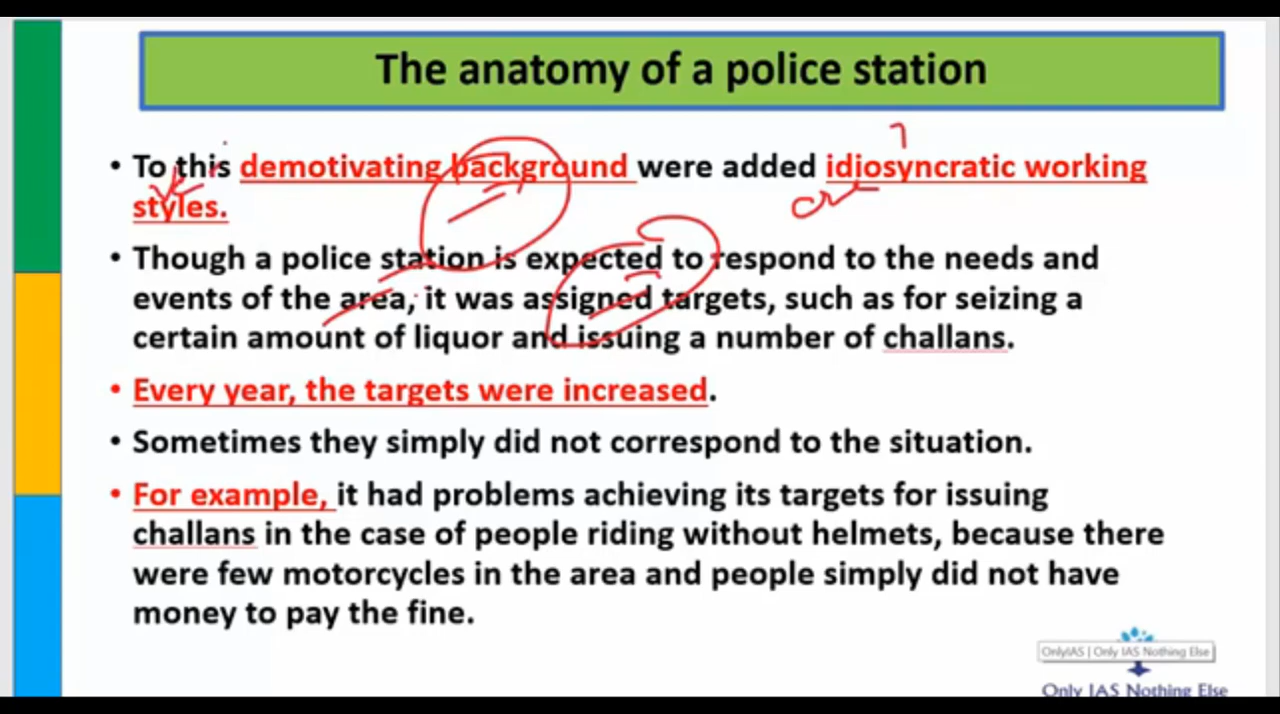 The anatomy of a police station
• To this demotivating background were added idiosyncratic working
styles.
• Though a police station is expected to respond to the needs and
events of the area, it was assigned targets, such as for seizing a
certain amount of liquor and issuing a number of challans.
• Every year, the targets were increased.
• Sometimes they simply did not correspond to the situation.
• For example, it had problems achieving its targets for issuing
challans in the case of people riding without helmets, because there
were few motorcycles in the area and people simply did not have
money to pay the fine.
OnlyIAS | Only IAS Nothing Else
Only IAS Nothing Else